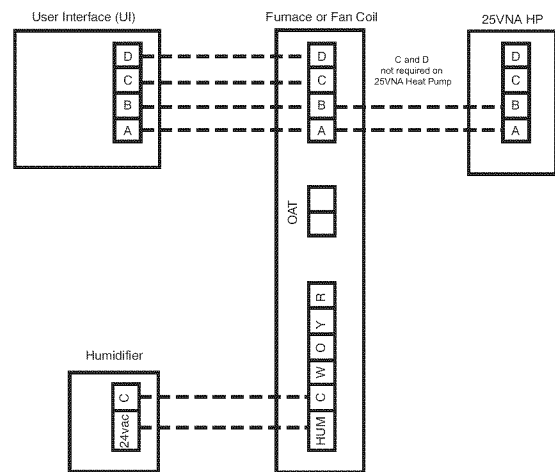 User Interface (UI)
Furnace or Fan Coil
25VNA HP
D
C
B
A
D
C
B
A
C and D
not required on
25VNA Heat Pump
D
C
B
A
OAT
R
Y
O
W
C
HUM
Humidifier
C
24vac